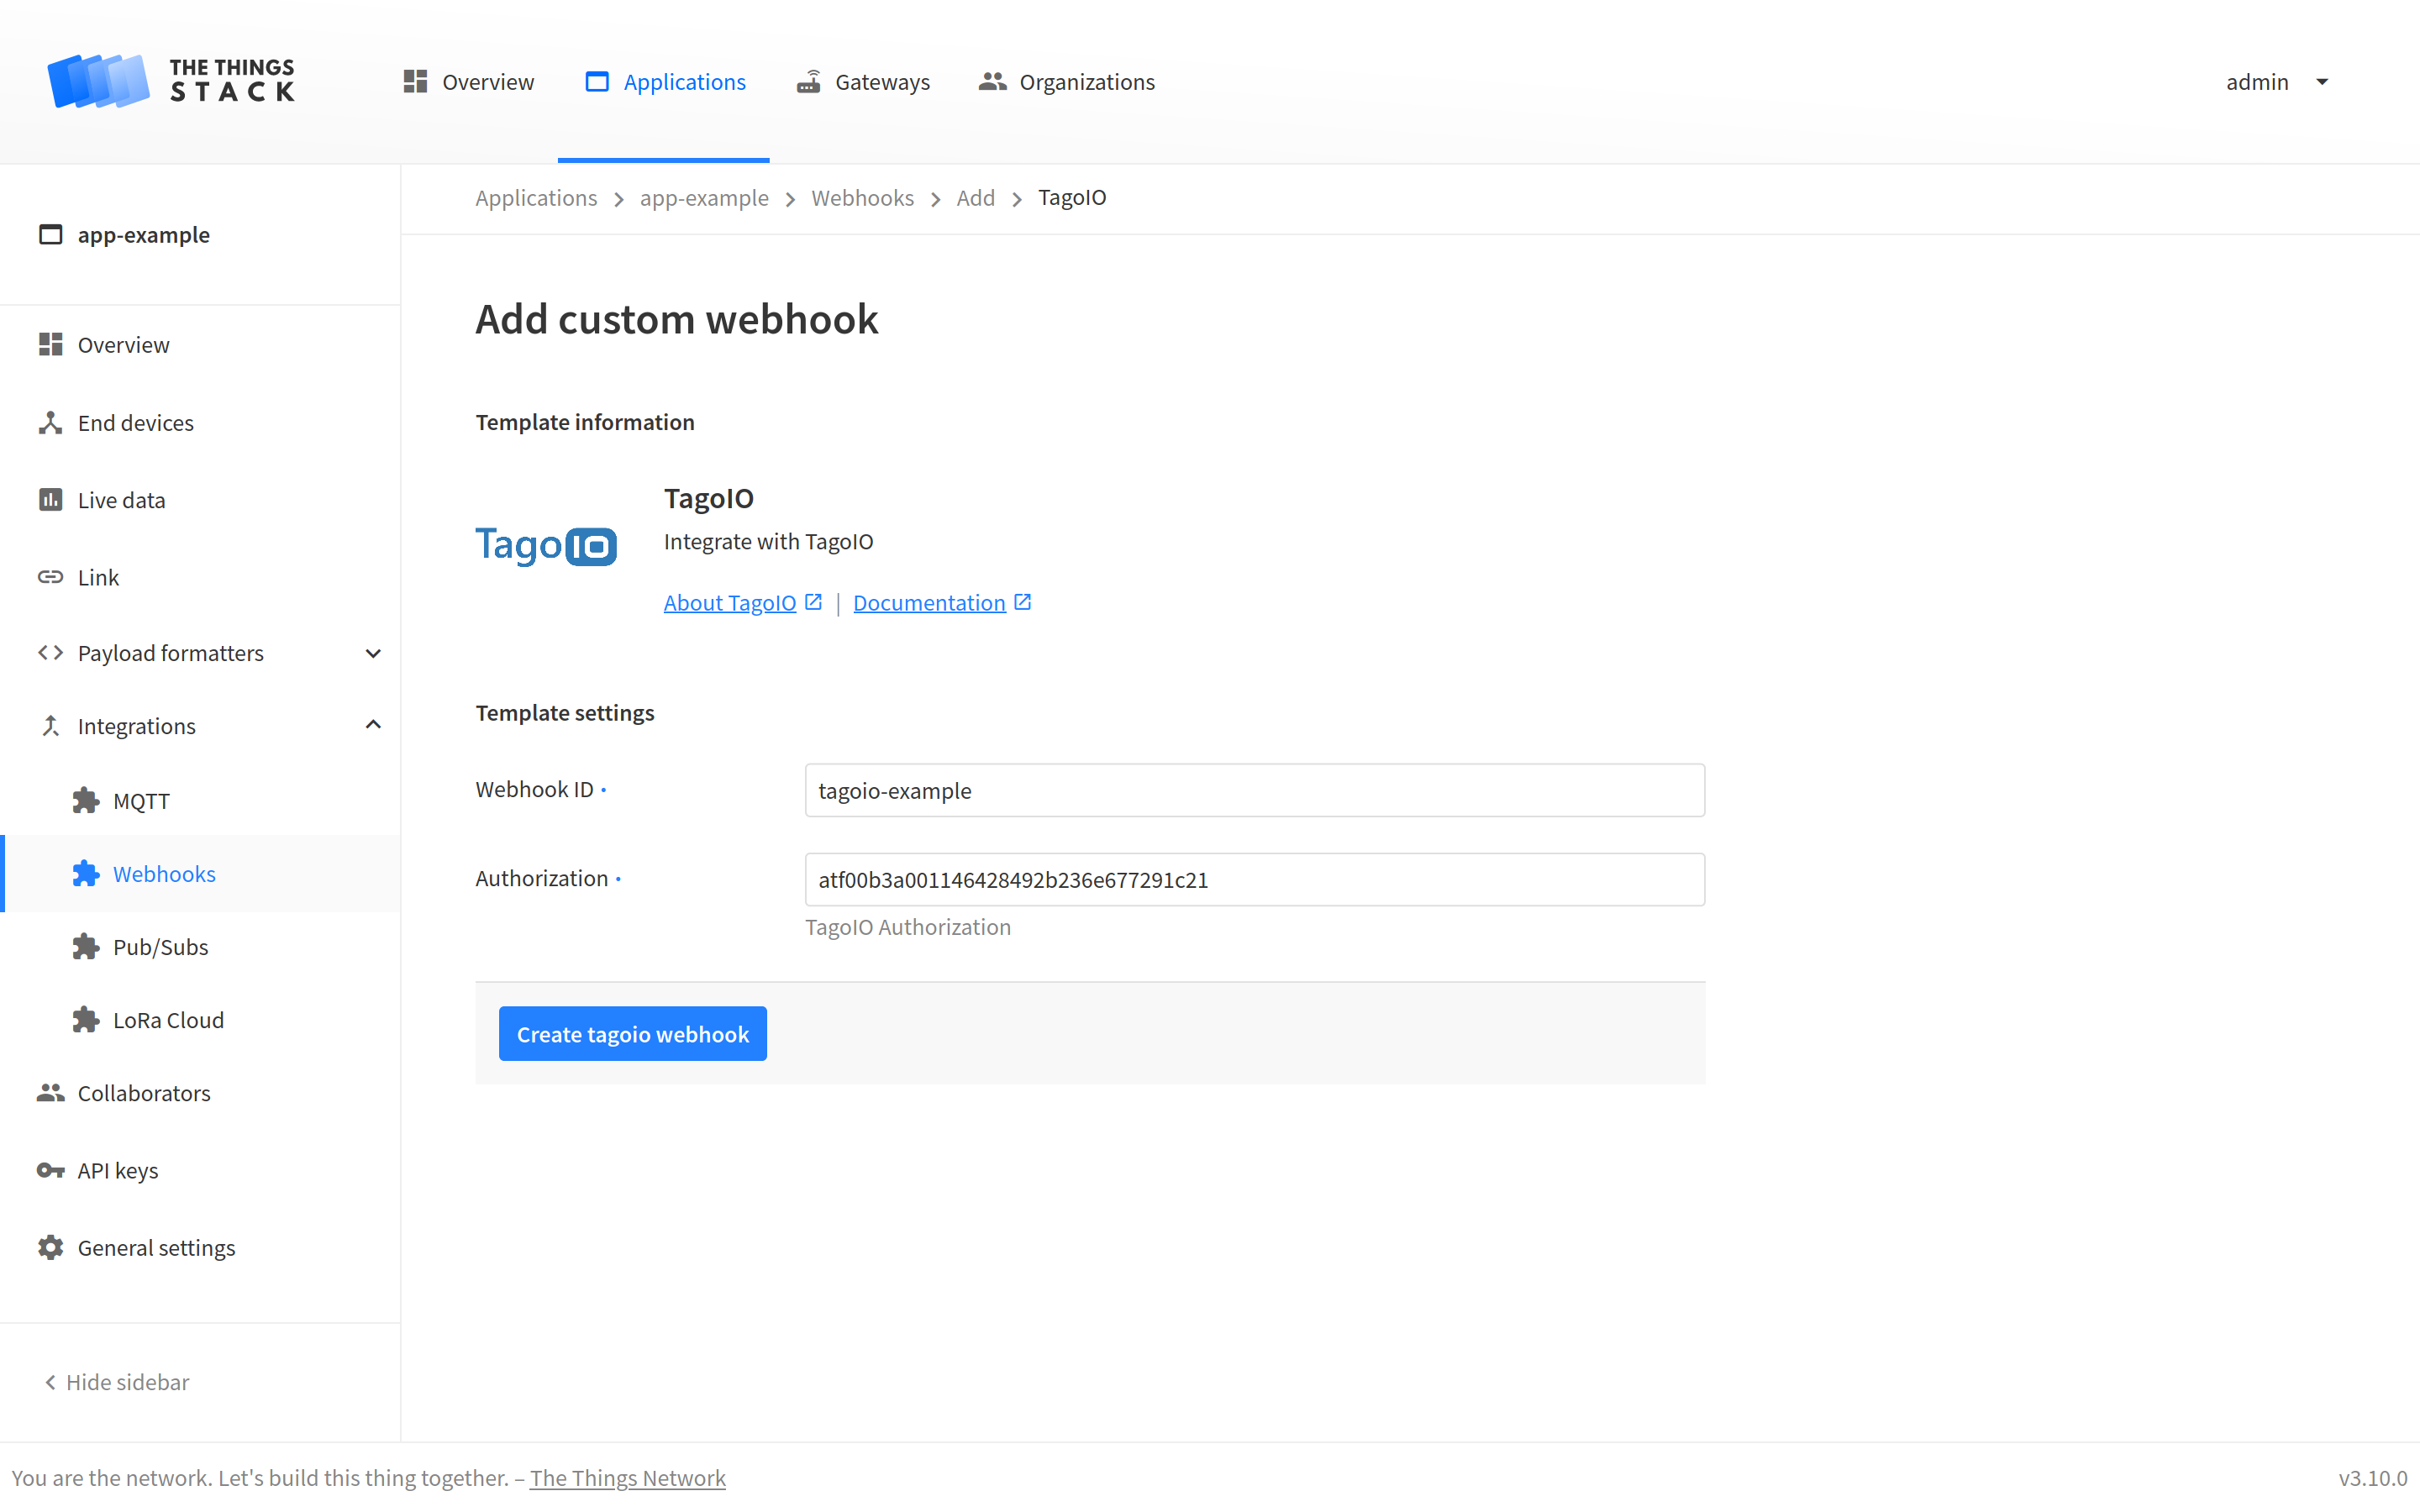 THE THINGS
STACK
Overview
Applications
Gateways
Organizations
admin
app-example
Overview
End devices
Live data
Link
Payload formatters
Integrations
MQTT
Webhooks
Pub/Subs
LoRa Cloud
Collaborators
API keys
General settings
Hide sidebar
Applications > app-example > Webhooks > Add > TagoIO
Add custom webhook
Template information
TagoIO
TagoIO
Integrate with TagoIO
About TagoIO | Documentation
Template settings
Webhook ID •
tagoio-example
Authorization •
atf00b3a001146428492b236e677291c21
TagoIO Authorization
Create tagoio webhook
You are the network. Let's build this thing together. – The Things Network
v3.10.0